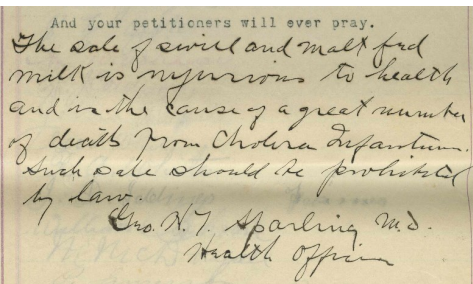 And your petitioners will ever pray.
The sale of swill and malt fed
milk is injurious to health
and is the cause of a great number
of death from Cholera Infantum.
Such sale should be prohibited
by law.
Geo. H. T. Sparling M.D.
Health Officer